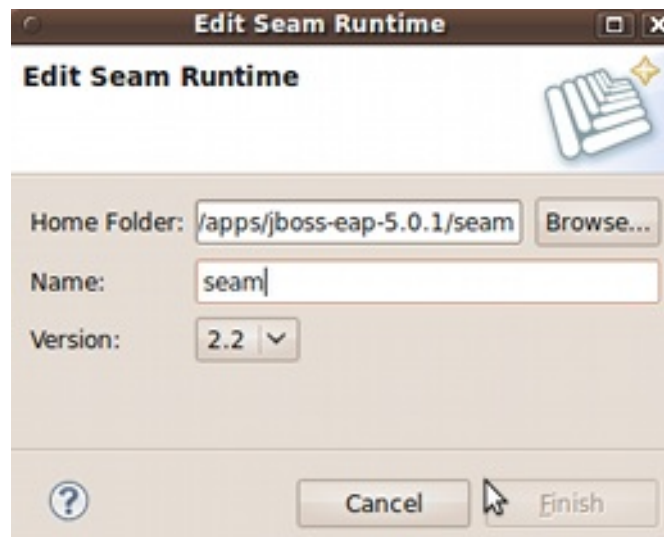 Edit Seam Runtime
Edit Seam Runtime
Home Folder: /apps/jboss-eap-5.0.1/seam Browse...
Name: seam
Version: 2.2
Cancel Finish